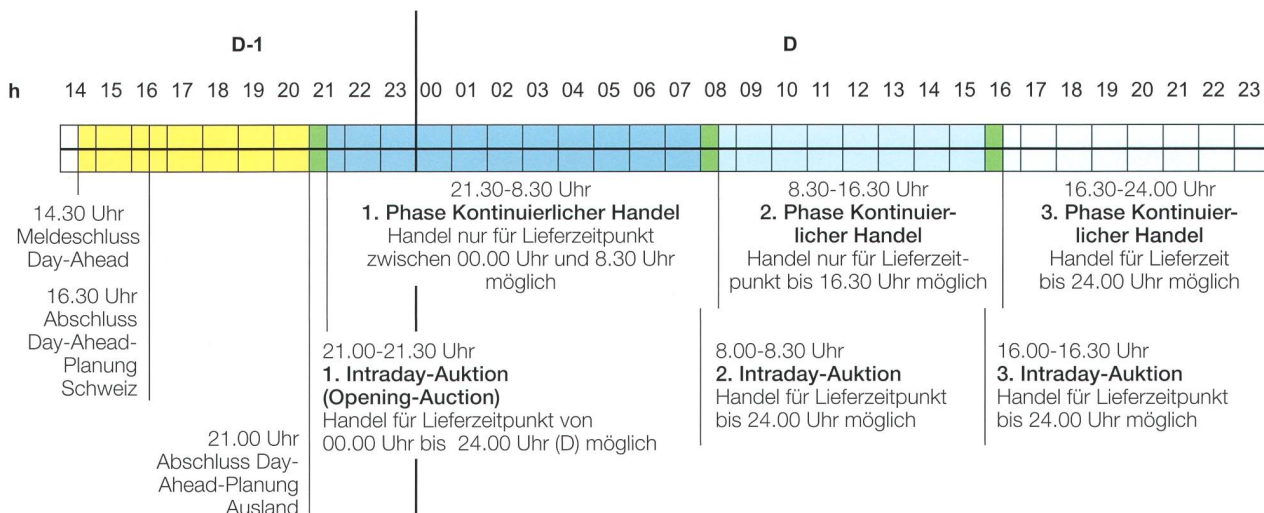 D-1
D
h 14 15 16 17 18 19 20 21 22 23 00 01 02 03 04 05 06 07 08 09 10 11 12 13 14 15 16 17 18 19 20 21 22 23
14.30 Uhr
Meldeschluss
Day-Ahead
16.30 Uhr
Abschluss
Day-Ahead-
Planung
Schweiz
21.00 Uhr
Abschluss Day-
Ahead-Planung
Ausland
21.30-8.30 Uhr
1. Phase Kontinuierlicher Handel
Handel nur für Lieferzeitpunkt
zwischen 00.00 Uhr und 8.30 Uhr
möglich
21.00-21.30 Uhr
1. Intraday-Auktion
(Opening-Auction)
Handel für Lieferzeitpunkt von
00.00 Uhr bis 24.00 Uhr (D) möglich
8.30-16.30 Uhr
2. Phase Kontinuier-
licher Handel
Handel nur für Lieferzeit-
punkt bis 16.30 Uhr möglich
8.00-8.30 Uhr
2. Intraday-Auktion
Handel für Lieferzeitpunkt
bis 24.00 Uhr möglich
16.30-24.00 Uhr
3. Phase Kontinuier-
licher Handel
Handel für Lieferzeit
bis 24.00 Uhr möglich
16.00-16.30 Uhr
3. Intraday-Auktion
Handel für Lieferzeitpunkt
bis 24.00 Uhr möglich